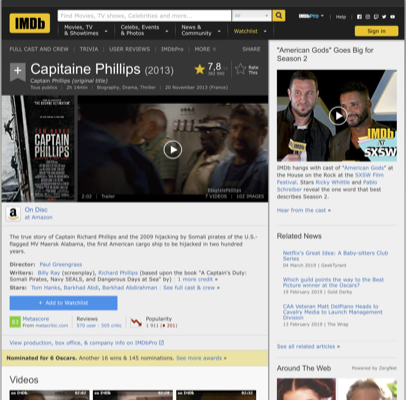 IMDb
Find Movies, TV shows, Celebrities and more...
All
IMDbPro
Help
Movies, TV & Showtimes
Celebs, Events & Photos
News & Community
Watchlist
Sign in
FULL CAST AND CREW | TRIVIA | USER REVIEWS | IMDbPro | MORE
SHARE
Capitaine Phillips (2013)
Captain Phillips (original title)
Tous publics | 2h 14min | Biography, Drama, Thriller | 20 November 2013 (France)
7,8
Rate This
TOM HANKS
CAPTAIN PHILLIPS
2:02 | Trailer
#CaptainPhillips
7 VIDEOS | 102 IMAGES
On Disc
at Amazon
The true story of Captain Richard Phillips and the 2009 hijacking by Somali pirates of the U.S.-
flagged MV Maersk Alabama, the first American cargo ship to be hijacked in two hundred
years.
Director: Paul Greengrass
Writers: Billy Ray (screenplay), Richard Phillips (based upon the book "A Captain's Duty:
Somali Pirates, Navy SEALS, and Dangerous Days at Sea" by) | 1 more credit »
Stars: Tom Hanks, Barkhad Abdi, Barkhad Abdirahman | See full cast & crew »
+ Add to Watchlist
Metascore
From metacritic.com
Reviews
570 user | 505 critic
Popularity
1 911 (201)
View production, box office, & company info on IMDbPro
Nominated for 6 Oscars. Another 16 wins & 145 nominations. See more awards »
Videos
"American Gods" Goes Big for
Season 2
IMDb
at
SXSW
IMDb hangs with cast of "American Gods" at
the House on the Rock at the SXSW Film
Festival. Stars Ricky Whittle and Pablo
Schreiber reveal the one word that best
describes Season 2.
Hear from the cast »
Related News
Netflix's Great Idea: A Baby-sitters Club
Series
04 March 2019 | GeekTyrant
Which guild points the way to the Best
Picture winner at the Oscars?
19 February 2019 | Gold Derby
CAA Veteran Matt DelPiano Heads to
Cavalry Media to Launch Management
Division
13 February 2019 | The Wrap
See all related articles »
Around The Web
Powered by ZergNet